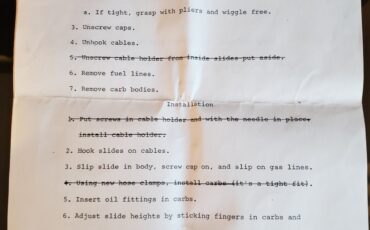 a. If tight, grasp with pliers and wiggle free.
3. Unscrew caps.
4. Unhook cables.
5. Unscrew cable holder from inside slides put aside.
6. Remove fuel lines.
7. Remove carb bodies.
Installation
b. Put screws in cable holder and with the needle in place,
install cable holder.
2. Hook slides on cables.
3. Slip slide in body, screw cap on, and slip on gas lines.
4. Using new hose clamps, install carbs (it's a tight fit).
5. Insert oil fittings in carbs.
6. Adjust slide heights by sticking fingers in carbs and